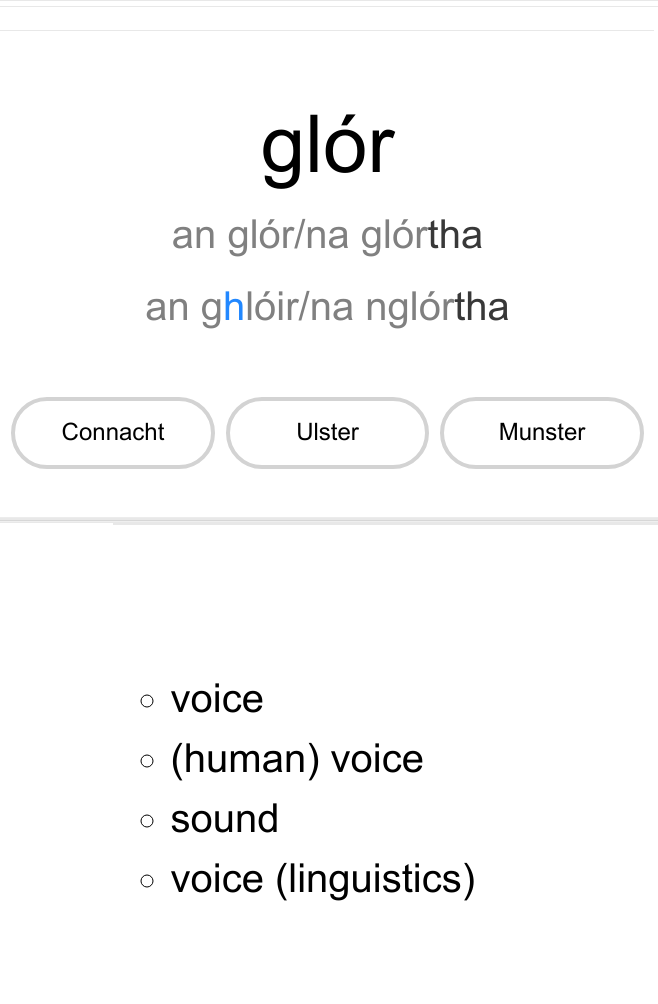 glór
an glór/na glórtha
an ghlóir/na nglórtha
Connacht Ulster Munster
voice
(human) voice
sound
voice (linguistics)